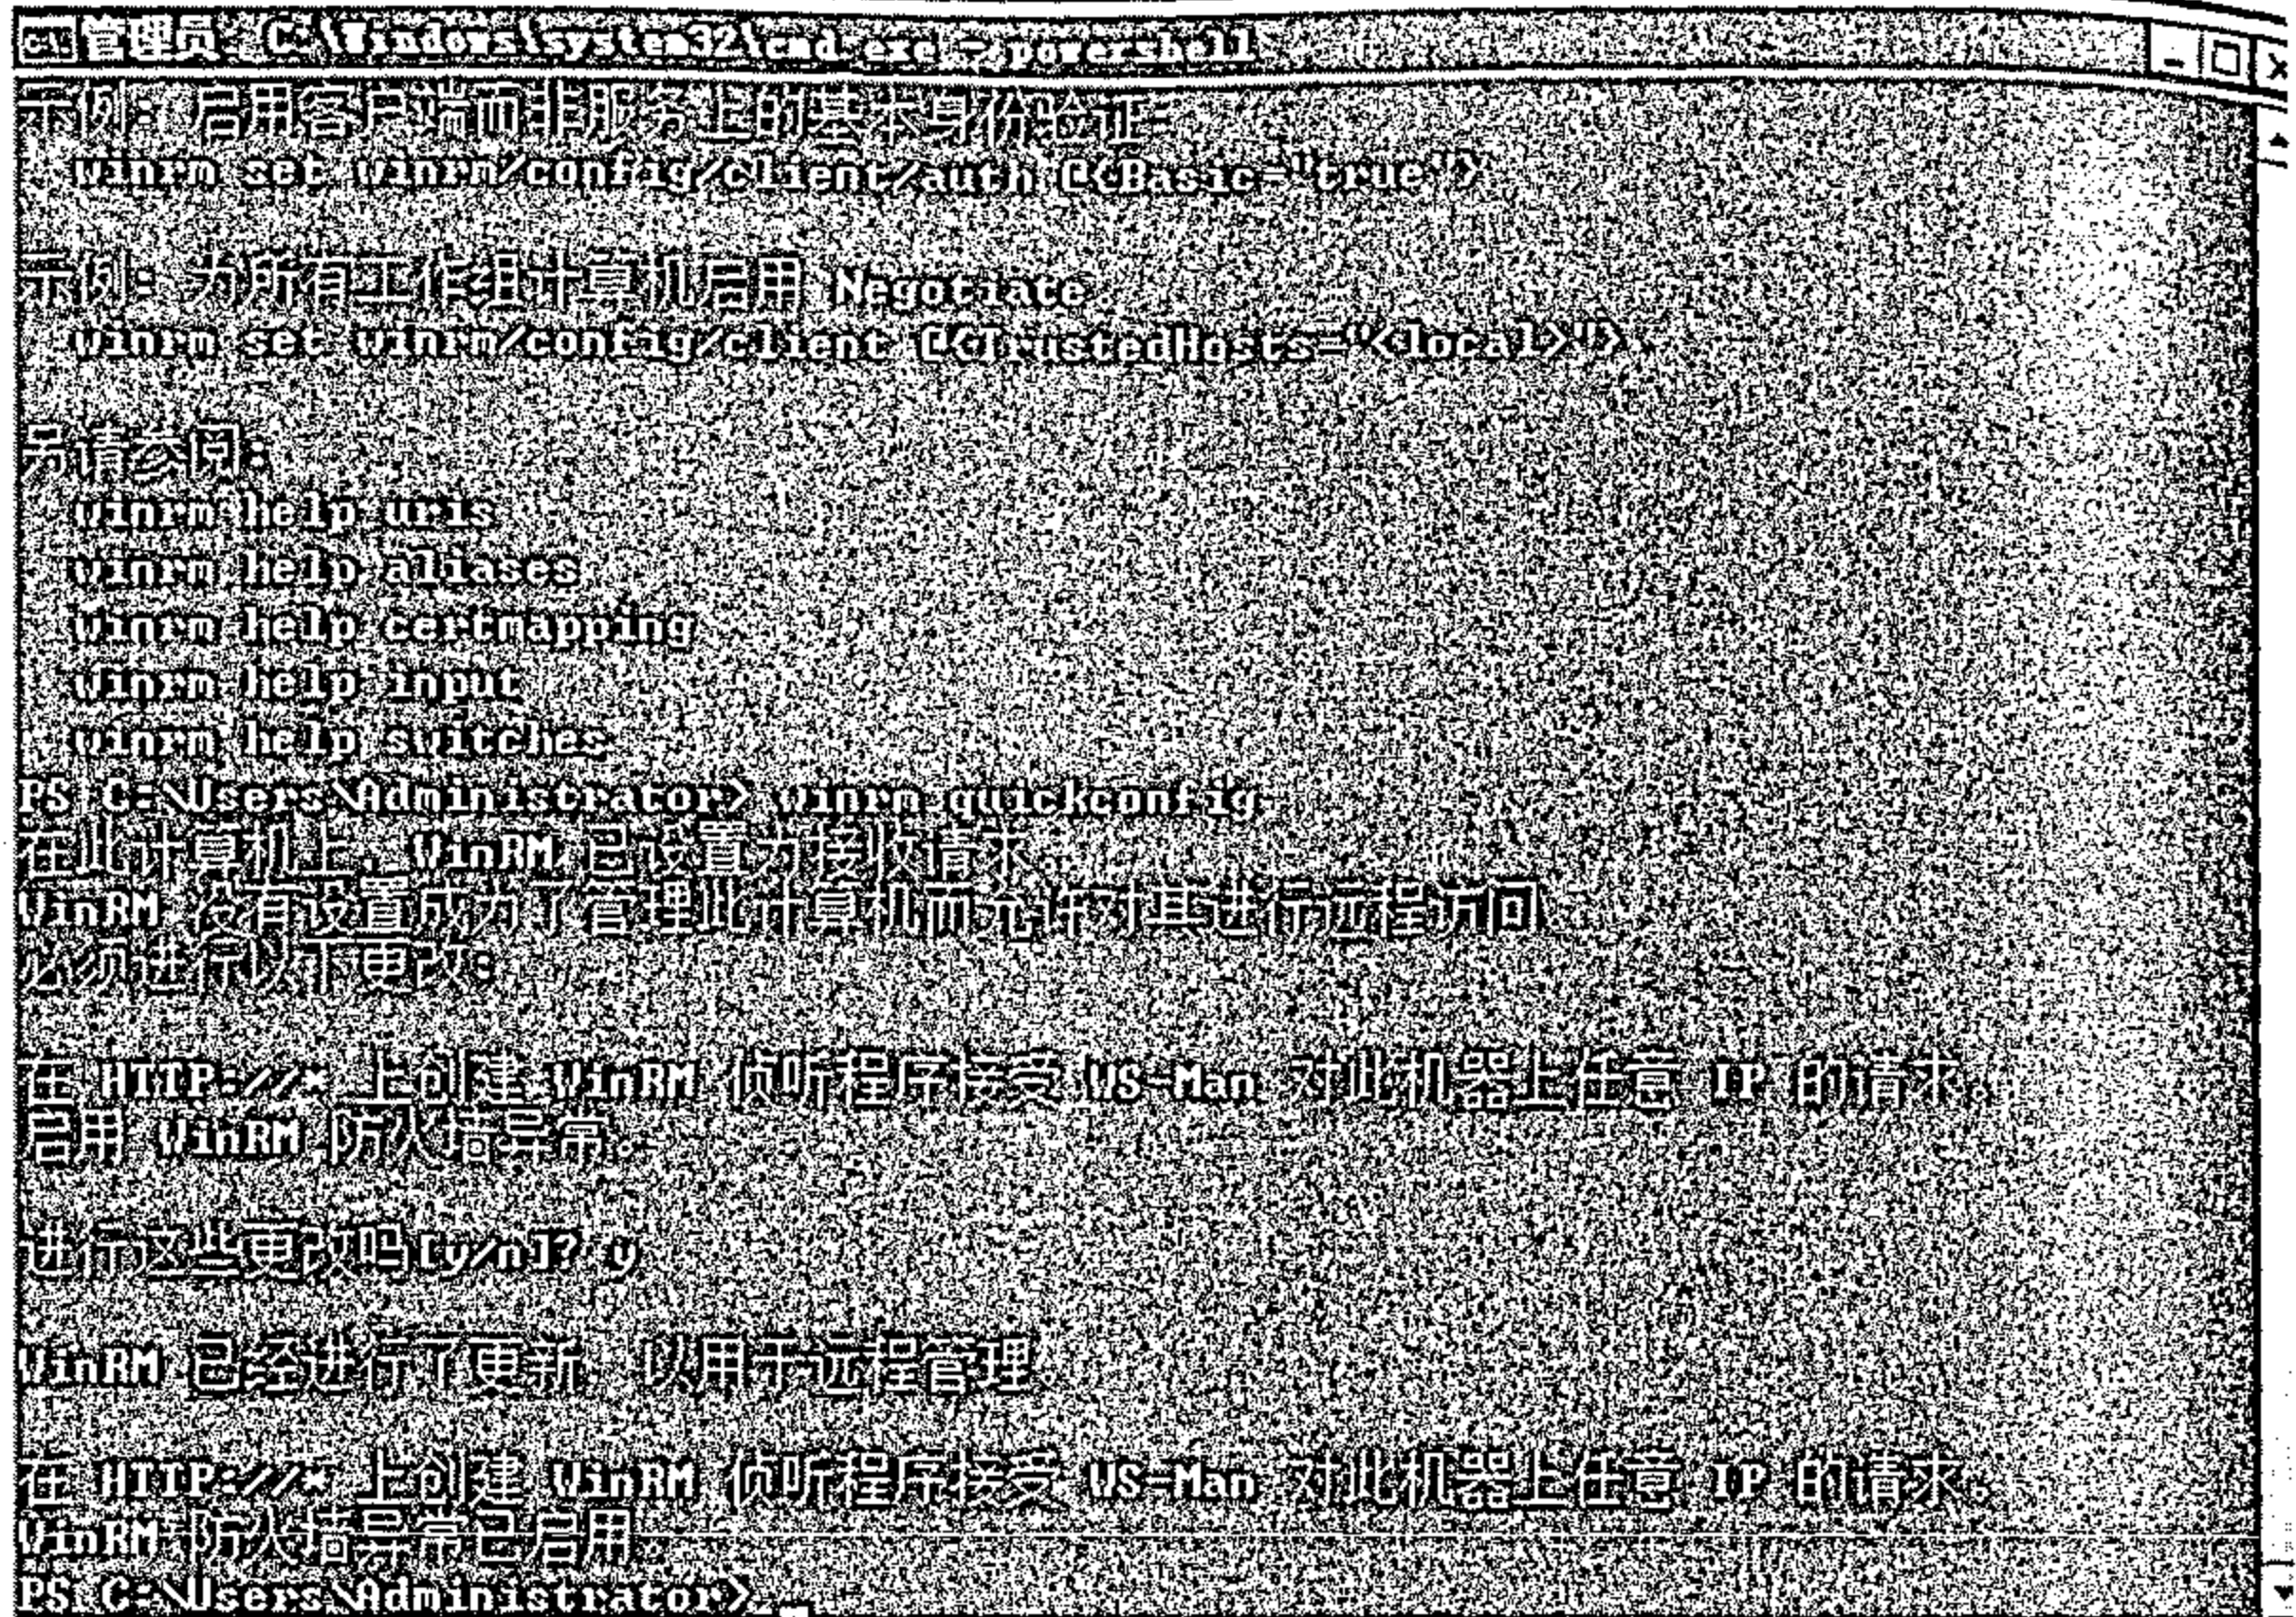 管理员: C:\Windows\system32\cmd.exe - powershell
示例: 启用客户端而非服务上的基本身份验证:
winrm set winrm/config/client/auth @{Basic="true"}
示例: 为所有工作组计算机启用 Negotiate。
winrm set winrm/config/client @{TrustedHosts="<local>"}
另请参阅:
winrm help uris
winrm help aliases
winrm help certmapping
winrm help input
winrm help switches
PS C:\Users\Administrator> winrm quickconfig
在此计算机上，WinRM 已设置为接收请求。
WinRM 没有设置成为了管理此计算机而允许对其进行远程访问。
必须进行以下更改:
在 HTTP://* 上创建 WinRM 侦听程序接受 WS-Man 对此机器上任意 IP 的请求。
启用 WinRM 防火墙异常。
进行这些更改吗[y/n]? y
WinRM 已经进行了更新，以用于远程管理。
在 HTTP://* 上创建 WinRM 侦听程序接受 WS-Man 对此机器上任意 IP 的请求。
WinRM 防火墙异常已启用。
PS C:\Users\Administrator> _